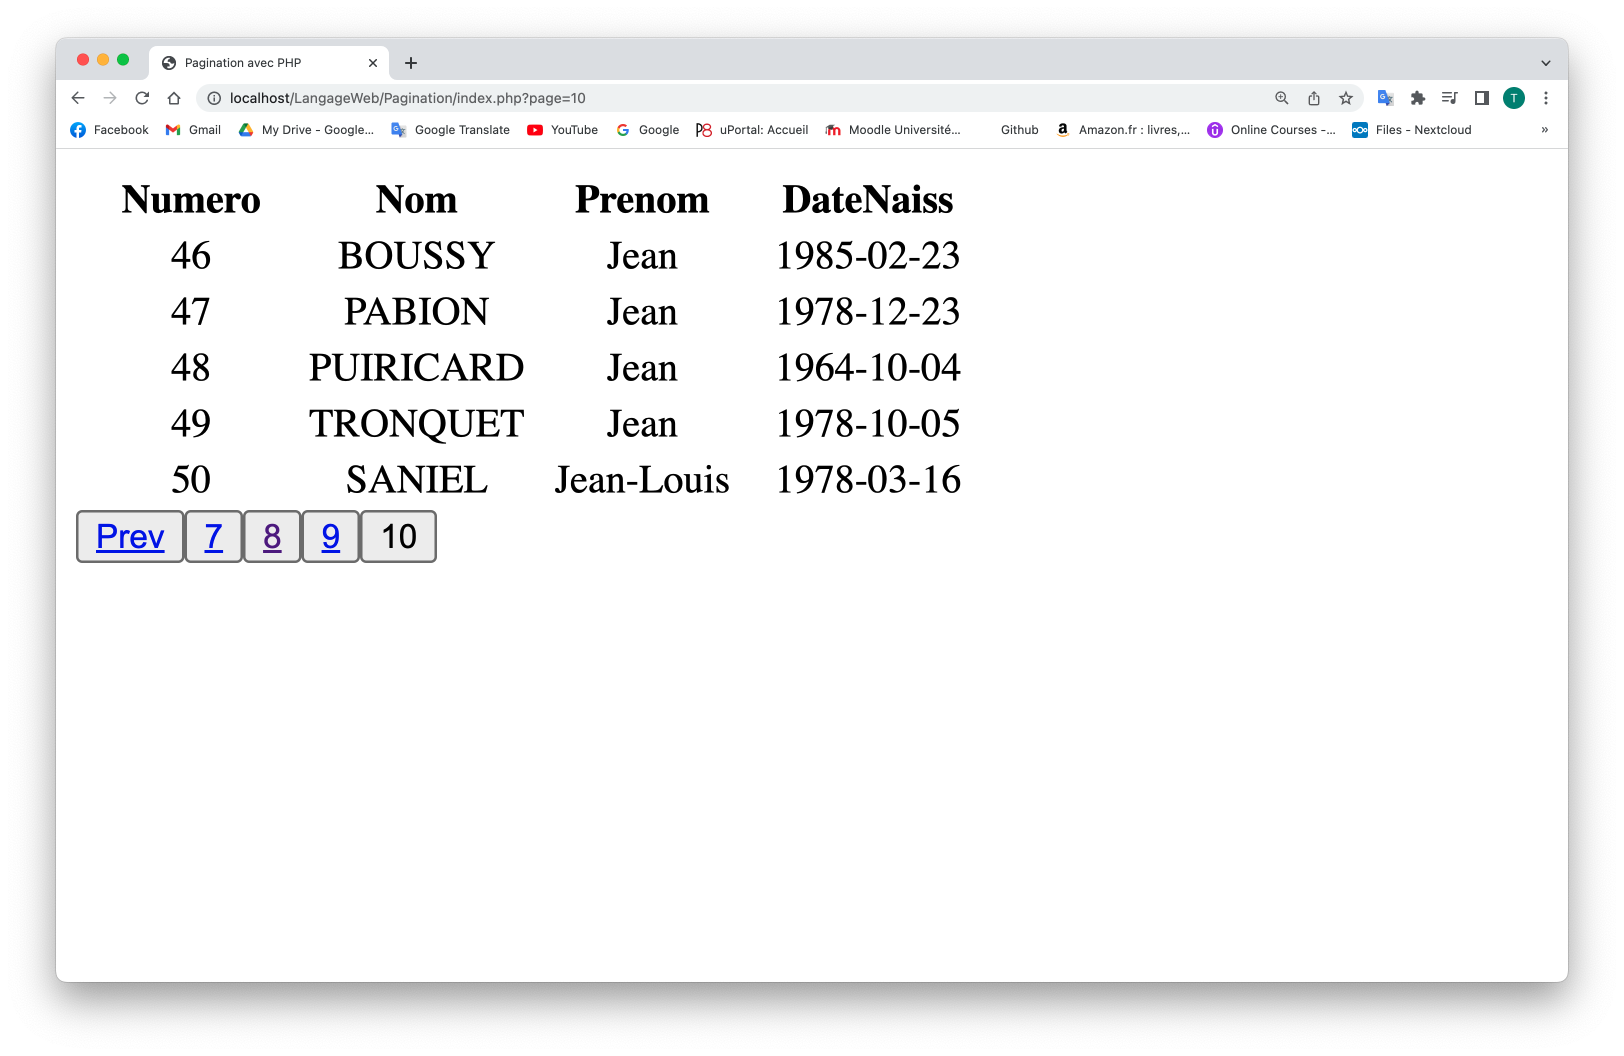 Pagination avec PHP
localhost/LangageWeb/Pagination/index.php?page=10
T
Facebook Gmail My Drive - Google... Google Translate YouTube Google uPortal: Accueil Moodle Université... Github Amazon.fr : livres,... Online Courses -... Files - Nextcloud »
Numero Nom Prenom DateNaiss
46 BOUSSY Jean 1985-02-23
47 PABION Jean 1978-12-23
48 PUIRICARD Jean 1964-10-04
49 TRONQUET Jean 1978-10-05
50 SANIEL Jean-Louis 1978-03-16
Prev 7 8 9 10